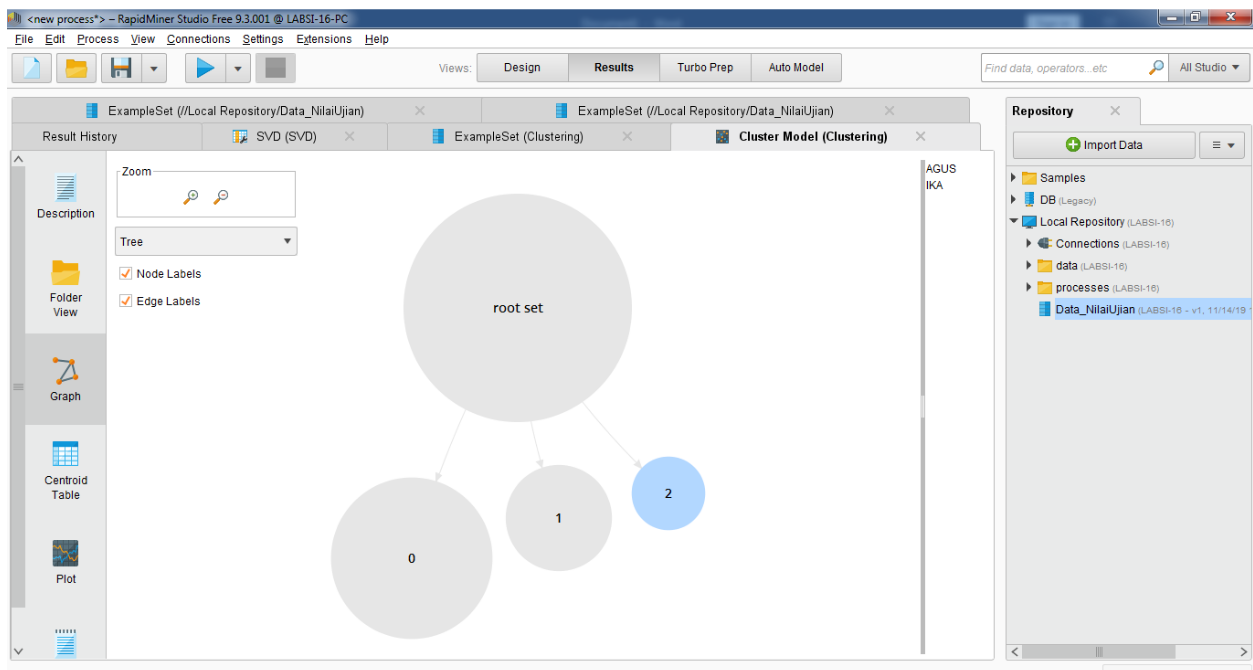 <new process*> – RapidMiner Studio Free 9.3.001 @ LABSI-16-PC
File Edit Process View Connections Settings Extensions Help
Views: Design Results Turbo Prep Auto Model
Find data, operators...etc
All Studio
ExampleSet (//Local Repository/Data_NilaiUjian)
ExampleSet (//Local Repository/Data_NilaiUjian)
Result History
SVD (SVD)
ExampleSet (Clustering)
Cluster Model (Clustering)
Description
Folder
View
Graph
Centroid
Table
Plot
Zoom
Tree
Node Labels
Edge Labels
root set
0
1
2
AGUS
IKA
Repository
Import Data
Samples
DB (Legacy)
Local Repository (LABSI-16)
Connections (LABSI-16)
data (LABSI-16)
processes (LABSI-16)
Data_NilaiUjian (LABSI-16 - v1, 11/14/19